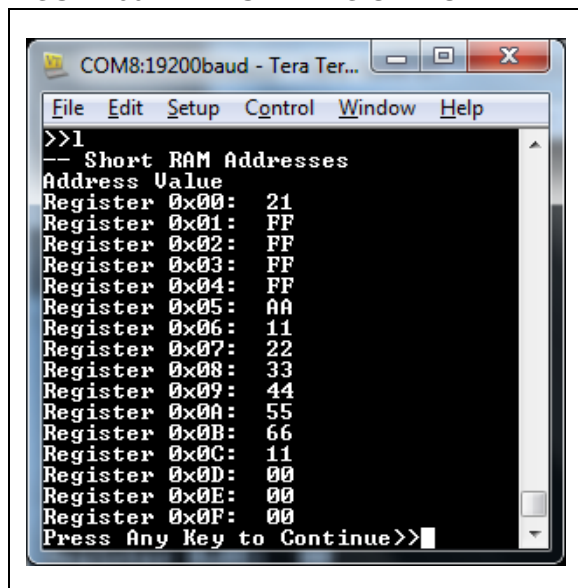 COM8:19200baud - Tera Ter...
File Edit Setup Control Window Help
>>l
-- Short RAM Addresses
Address Value
Register 0x00: 21
Register 0x01: FF
Register 0x02: FF
Register 0x03: FF
Register 0x04: FF
Register 0x05: AA
Register 0x06: 11
Register 0x07: 22
Register 0x08: 33
Register 0x09: 44
Register 0x0A: 55
Register 0x0B: 66
Register 0x0C: 11
Register 0x0D: 00
Register 0x0E: 00
Register 0x0F: 00
Press Any Key to Continue>>